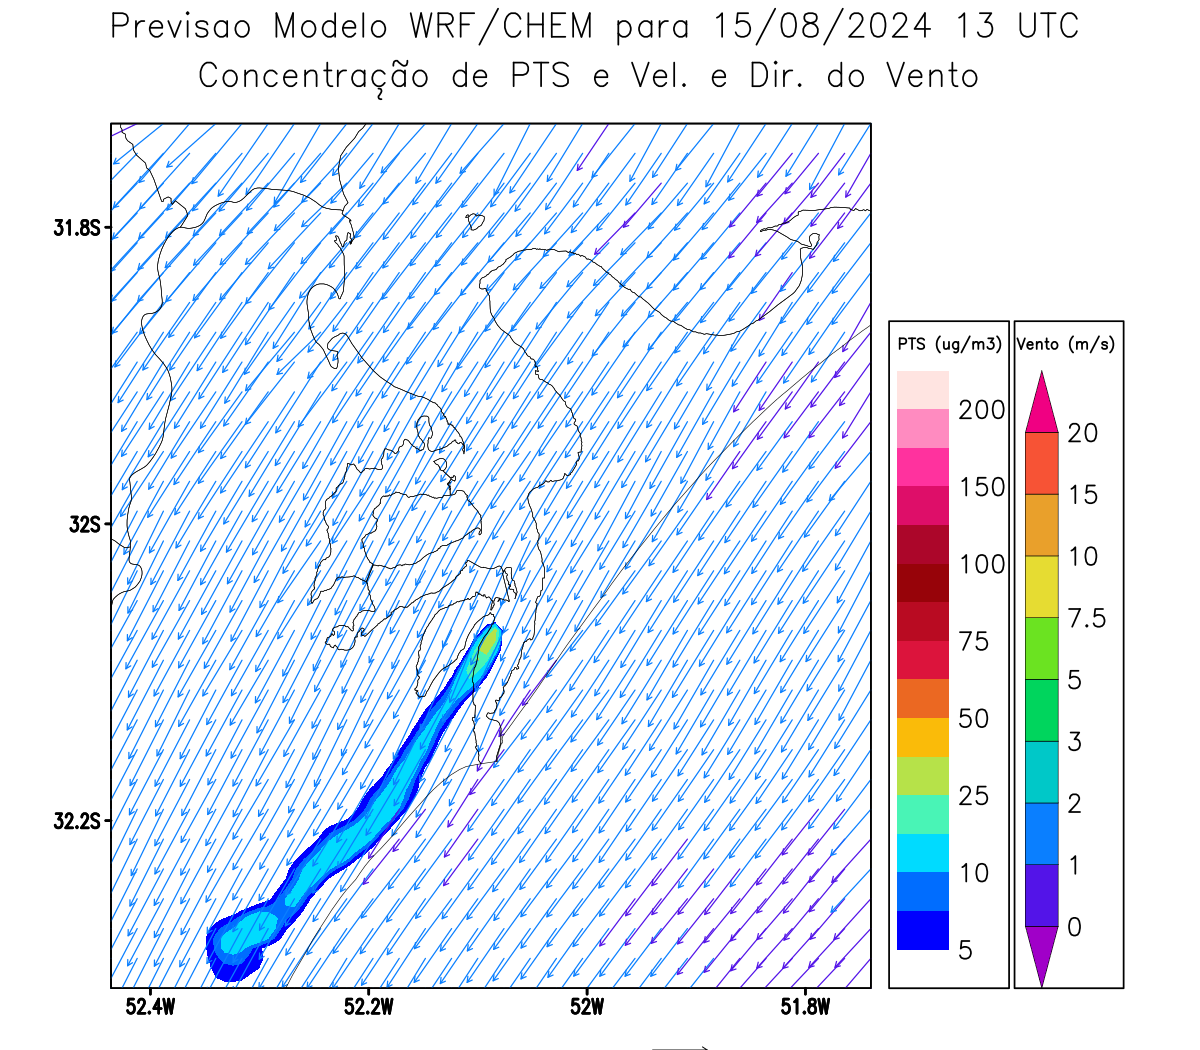 Previsao Modelo WRF/CHEM para 15/08/2024 13 UTC
Concentração de PTS e Vel. e Dir. do Vento
31.8S
32S
32.2S
52.4W
52.2W
52W
51.8W
PTS (ug/m3)
200
150
100
75
50
25
10
5
Vento (m/s)
20
15
10
7.5
5
3
2
1
0